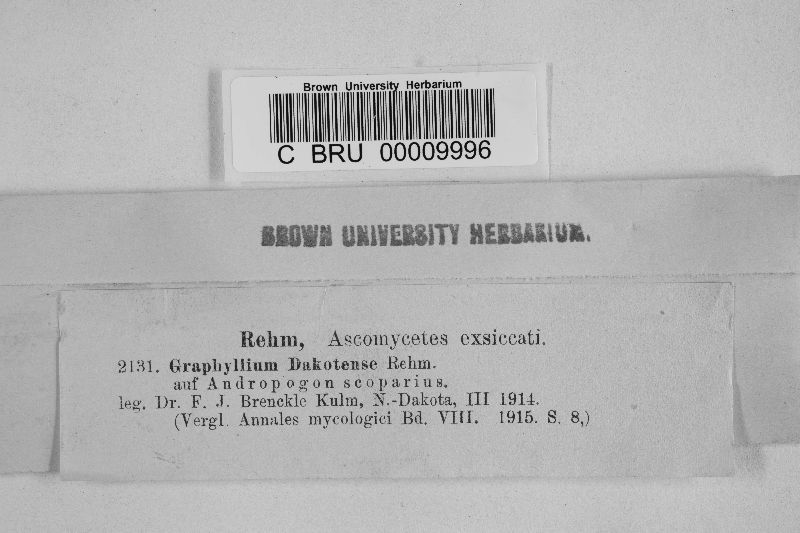 Brown University Herbarium
C BRU 00009996
BROWN UNIVERSITY HERBARIUM.
Rehm, Ascomycetes exsiccati.
2131. Graphyllium Dakotense Rehm.
auf Andropogon scoparius.
leg. Dr. F. J. Brenckle Kulm, N.-Dakota, III 1914.
(Vergl. Annales mycologici Bd. VIII. 1915. S. 8,)